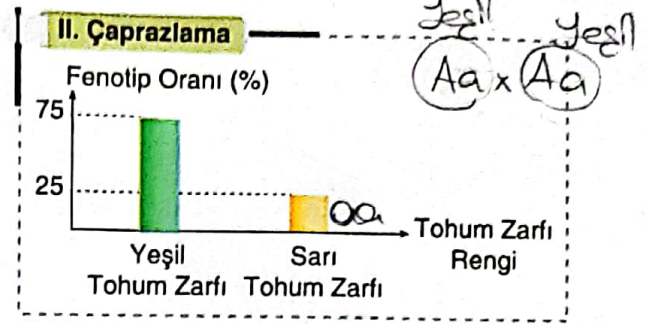 II. Çaprazlama
Yeşil
Yeşil
Aa x Aa
Fenotip Oranı (%)
75
25
aa
Tohum Zarfı
Rengi
Yeşil
Tohum Zarfı
Sarı
Tohum Zarfı